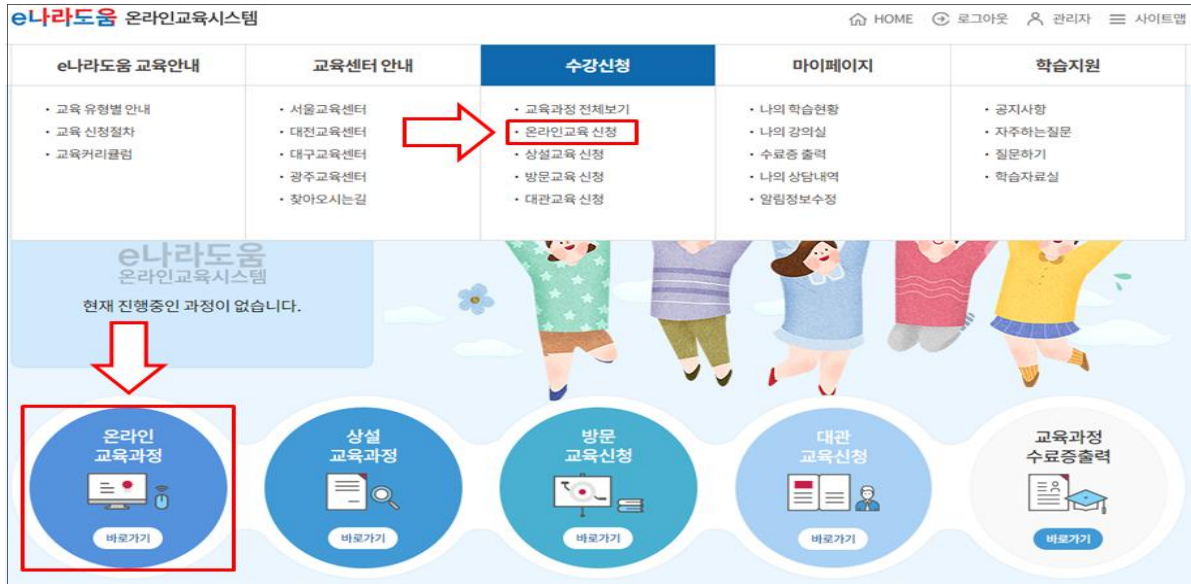 e나라도움 온라인교육시스템
HOME 로그아웃 관리자 사이트맵
e나라도움 교육안내
교육센터 안내
수강신청
마이페이지
학습지원
• 교육 유형별 안내
• 교육 신청절차
• 교육커리큘럼
• 서울교육센터
• 대전교육센터
• 대구교육센터
• 광주교육센터
• 찾아오시는길
• 교육과정 전체보기
• 온라인교육 신청
• 상설교육 신청
• 방문교육 신청
• 대관교육 신청
• 나의 학습현황
• 나의 강의실
• 수료증 출력
• 나의 상담내역
• 알림정보수정
• 공지사항
• 자주하는질문
• 질문하기
• 학습자료실
e나라도움
온라인교육시스템
현재 진행중인 과정이 없습니다.
온라인
교육과정
바로가기
상설
교육과정
바로가기
방문
교육신청
바로가기
대관
교육신청
바로가기
교육과정
수료증출력
바로가기